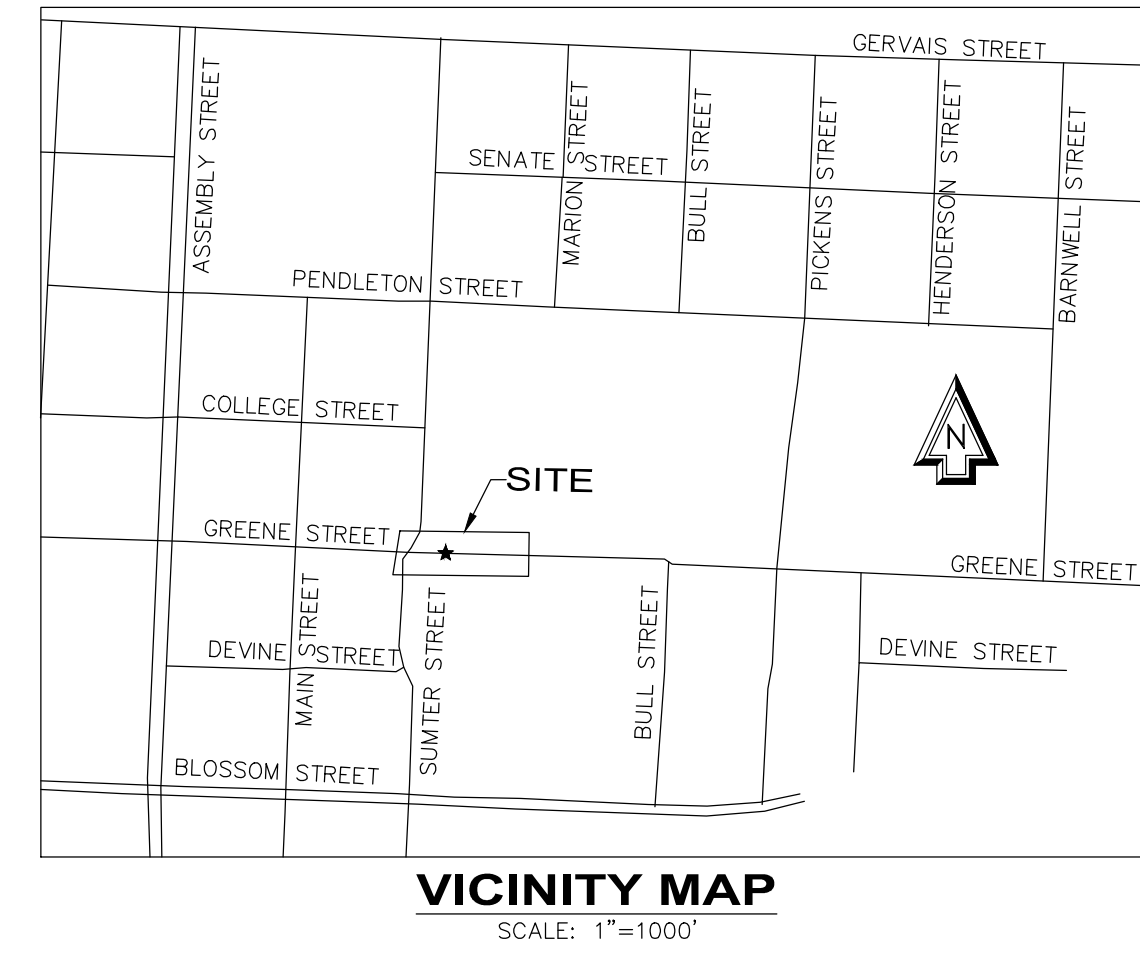 GERVAIS STREET
ASSEMBLY STREET
SENATE STREET
MARION STREET
BULL STREET
PICKENS STREET
HENDERSON STREET
BARNWELL STREET
PENDLETON STREET
COLLEGE STREET
N
SITE
GREENE STREET
GREENE STREET
DEVINE STREET
MAIN STREET
SUMTER STREET
BULL STREET
DEVINE STREET
BLOSSOM STREET
VICINITY MAP
SCALE: 1"=1000'